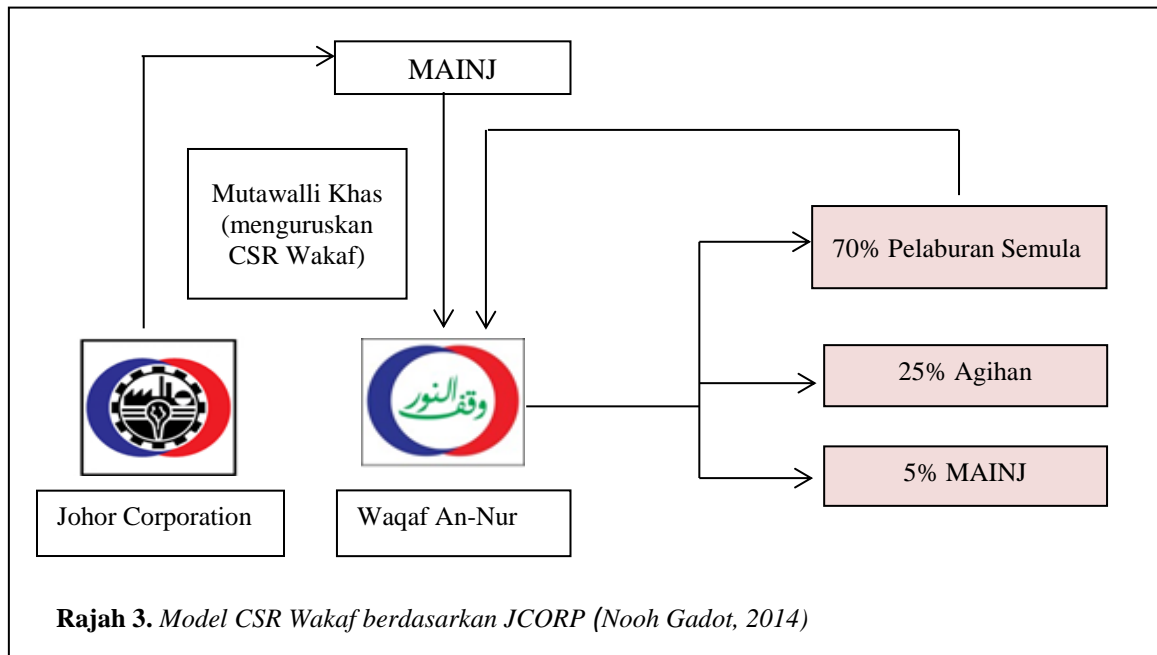 MAINJ
Mutawalli Khas
(menguruskan
CSR Wakaf)
70% Pelaburan Semula
25% Agihan
5% MAINJ
وقف النور
Johor Corporation
Waqaf An-Nur
Rajah 3. Model CSR Wakaf berdasarkan JCORP (Nooh Gadot, 2014)